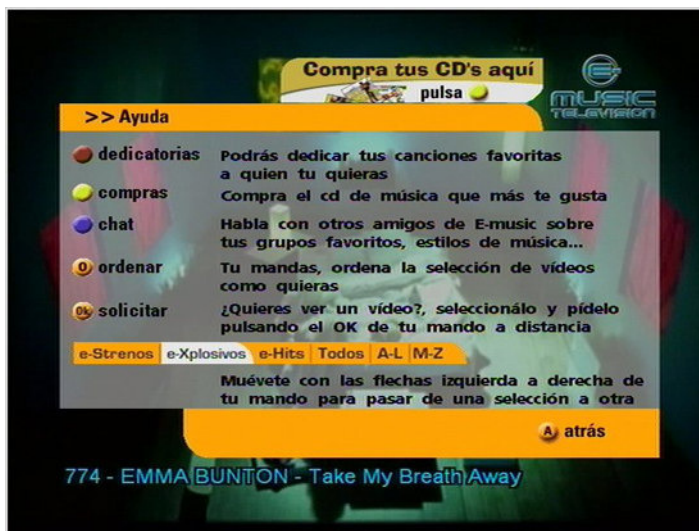 Compra tus CD's aquí
pulsa
E-
MUSIC
TELEVISION
>> Ayuda
dedicatorias
Podrás dedicar tus canciones favoritas
a quien tu quieras
compras
Compra el cd de música que más te gusta
chat
Habla con otros amigos de E-music sobre
tus grupos favoritos, estilos de música...
O ordenar
Tu mandas, ordena la selección de vídeos
como quieras
Ok solicitar
¿Quieres ver un vídeo?, seleccionálo y pídelo
pulsando el OK de tu mando a distancia
e-Strenos e-Xplosivos e-Hits Todos A-L M-Z
Muévete con las flechas izquierda a derecha de
tu mando para pasar de una selección a otra
A atrás
774 - EMMA BUNTON - Take My Breath Away